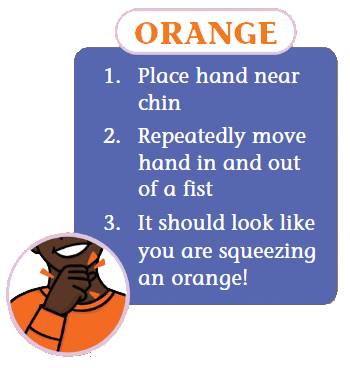 ORANGE
1. Place hand near
chin
2. Repeatedly move
hand in and out
of a fist
3. It should look like
you are squeezing
an orange!